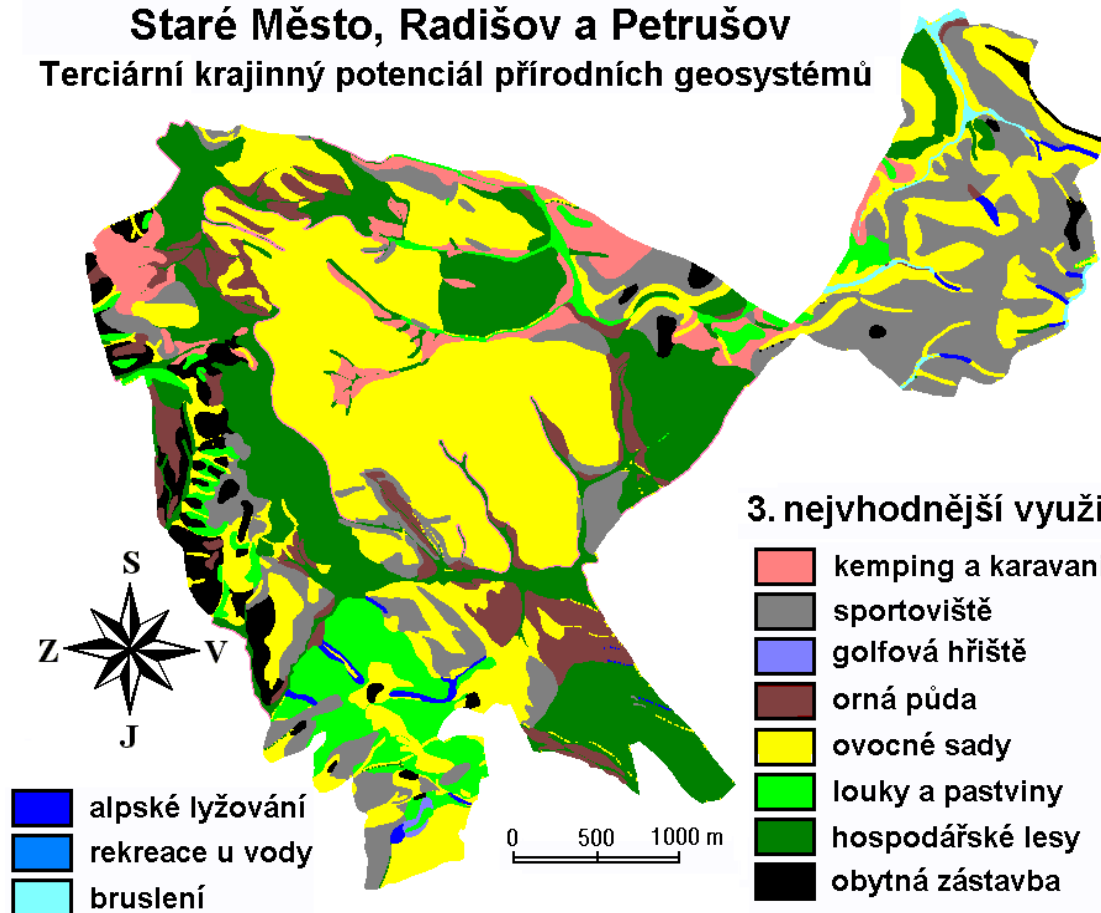 Staré Město, Radišov a Petrušov
Terciární krajinný potenciál přírodních geosystémů
3. nejvhodnější využi
kemping a karavani
sportoviště
golfová hřiště
orná půda
ovocné sady
louky a pastviny
hospodářské lesy
obytná zástavba
S
Z
V
J
alpské lyžování
rekreace u vody
bruslení
0 500 1000 m